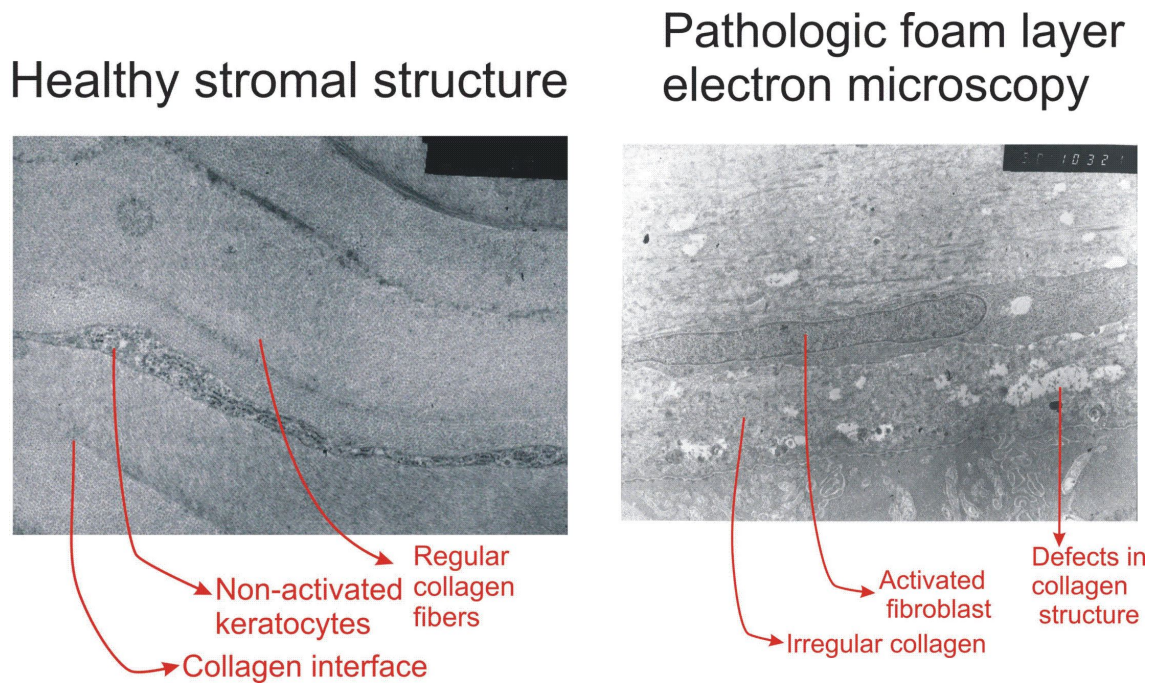 Healthy stromal structure
Pathologic foam layer
electron microscopy
10321
Regular
collagen
fibers
Non-activated
keratocytes
Collagen interface
Defects in
collagen
structure
Activated
fibroblast
Irregular collagen